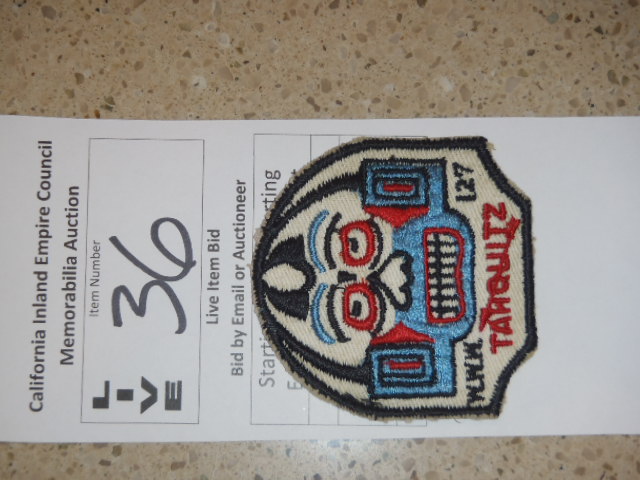 California Inland Empire Council
Memorabilia Auction
Item Number
36
LIVE
Live Item Bid
Bid by Email or Auctioneer
W.W.W. 127
TAHQUITZ